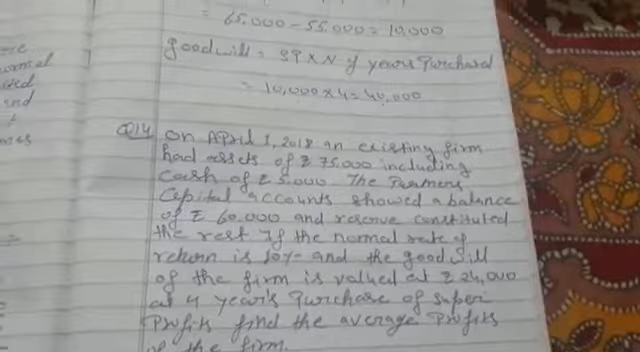 = 65.000 - 55.000 = 10,000
goodwill = SP x N of years Purchased
= 10,000 x 4 = 40,000
Q14 on April 1, 2018 an existing firm
had assets of ₹ 75.000 including
Cash of ₹ 5.000 The Partners
Capital accounts showed a balance
of ₹ 60.000 and reserve constituted
the rest If the normal rate of
return is 10% and the good will
of the firm is valued at ₹ 24,000
at 4 year's Purchase of super
Profits find the average Profits
of the firm.